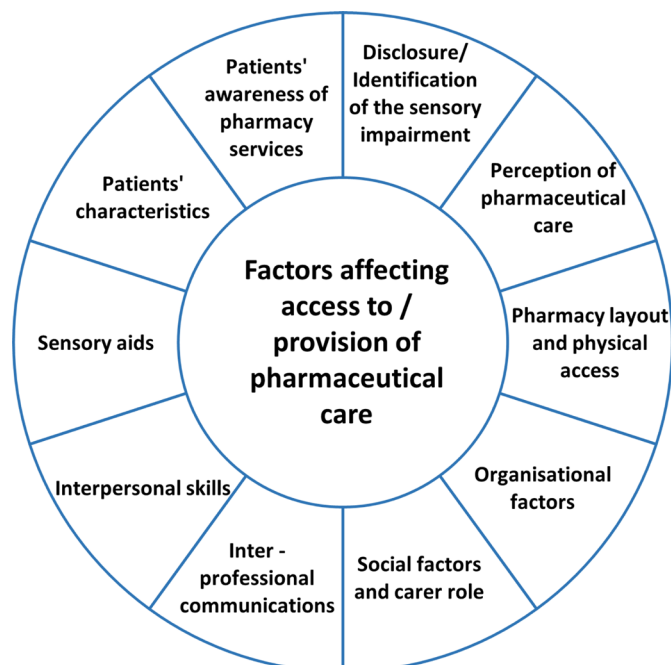 Disclosure/
Identification
of the sensory
impairment
Perception of
pharmaceutical
care
Pharmacy layout
and physical
access
Organisational
factors
Social factors
and carer role
Inter -
professional
communications
Interpersonal skills
Sensory aids
Patients'
characteristics
Patients'
awareness of
pharmacy
services
Factors affecting
access to /
provision of
pharmaceutical
care